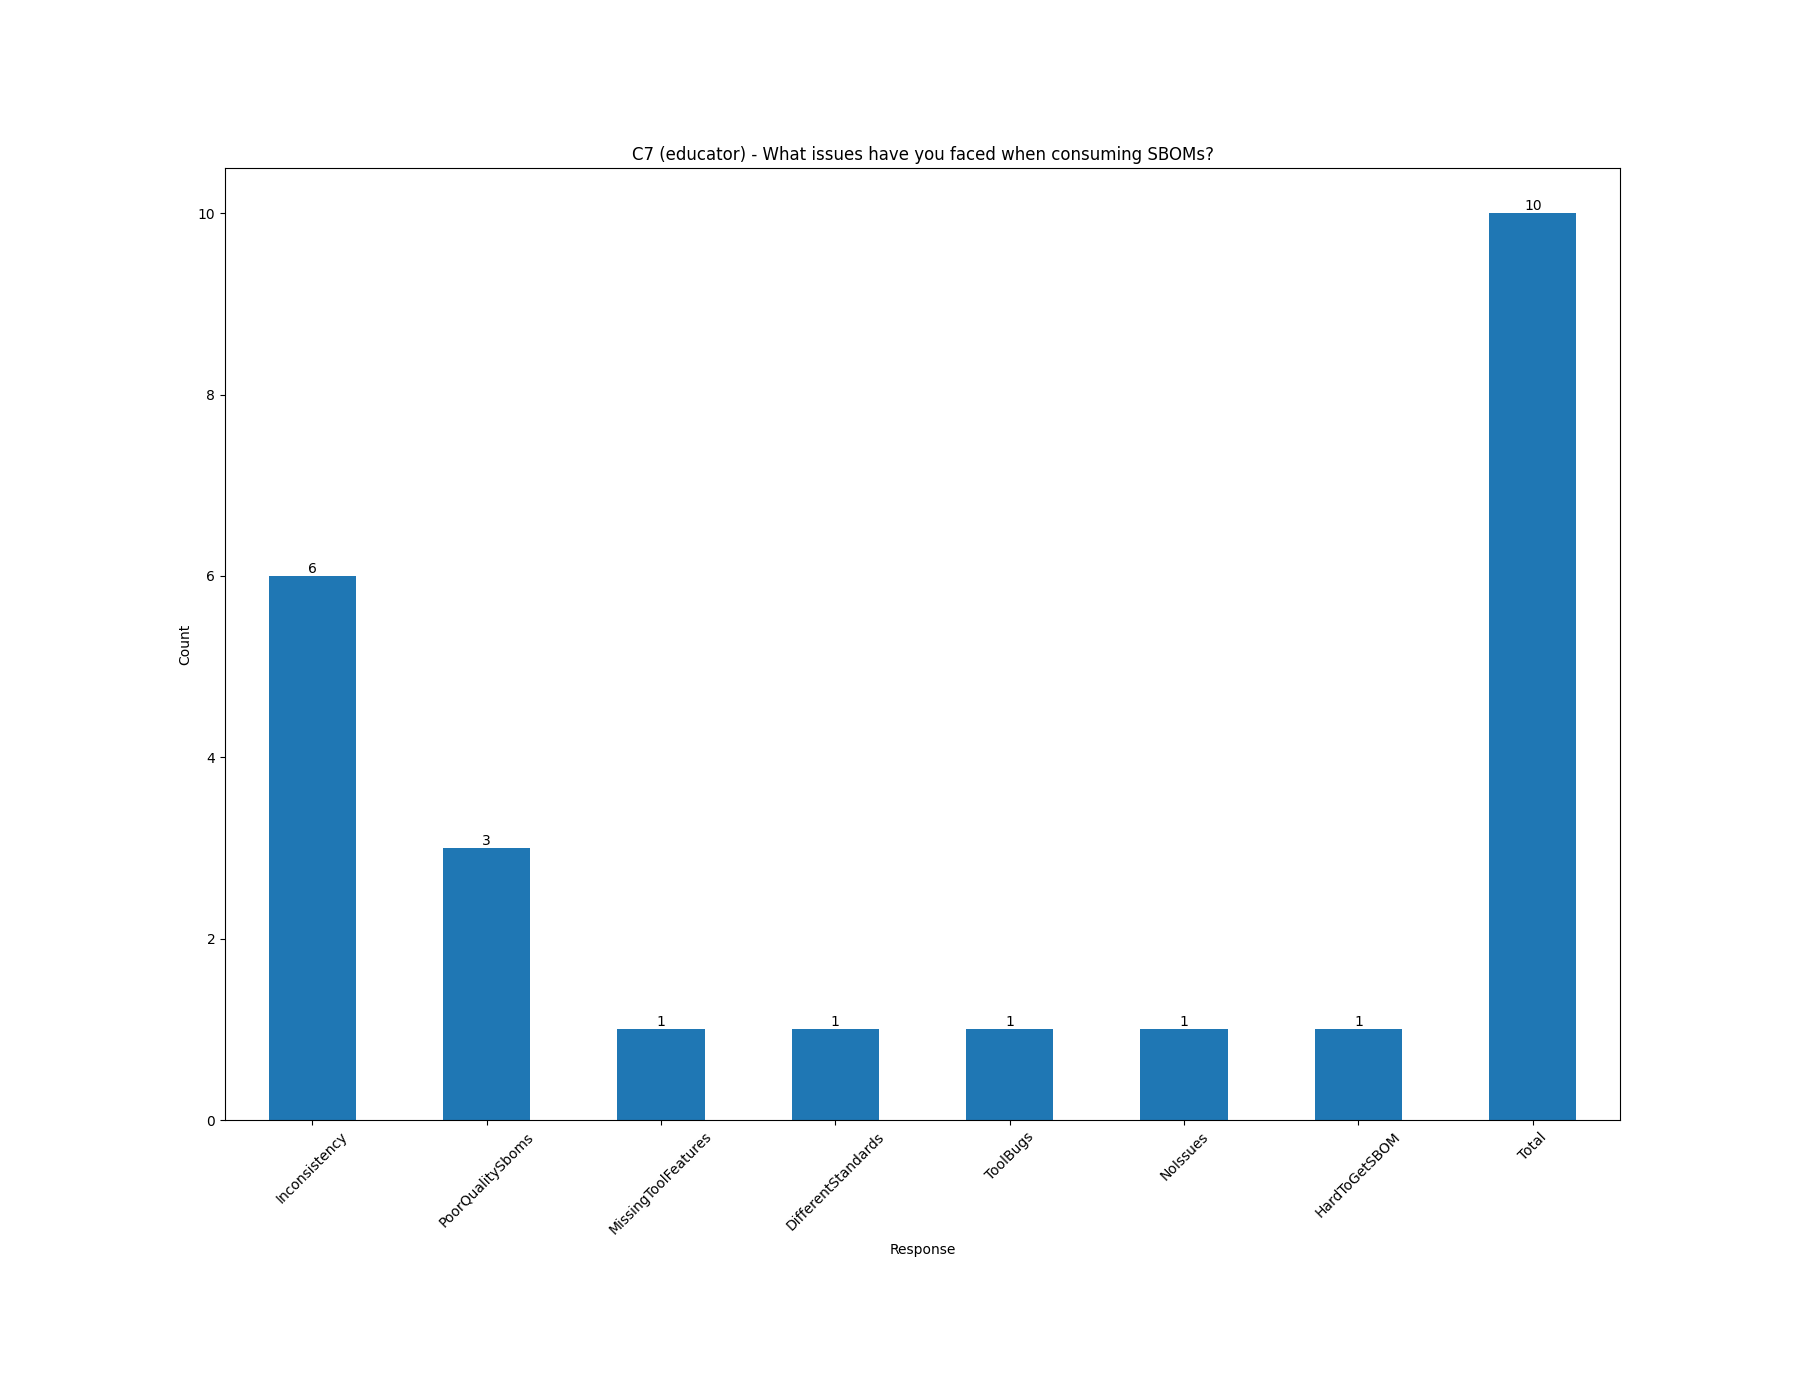 C7 (educator) - What issues have you faced when consuming SBOMs?
10
8
6
4
2
0
Count
6
3
1
1
1
1
1
10
Inconsistency
PoorQualitySboms
MissingToolFeatures
DifferentStandards
ToolBugs
NoIssues
HardToGetSBOM
Total
Response